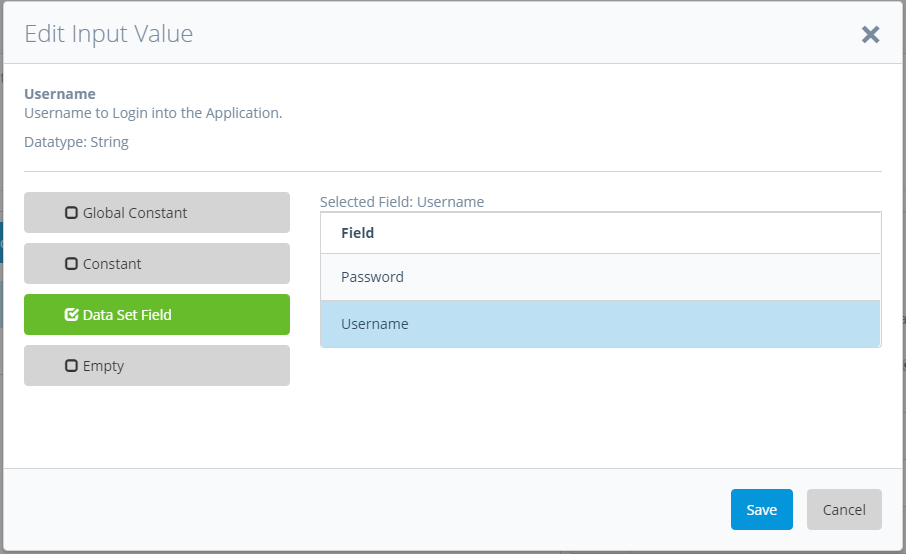 Edit Input Value
Username
Username to Login into the Application.
Datatype: String
Global Constant
Constant
Data Set Field
Empty
Selected Field: Username
Field
Password
Username
Save
Cancel